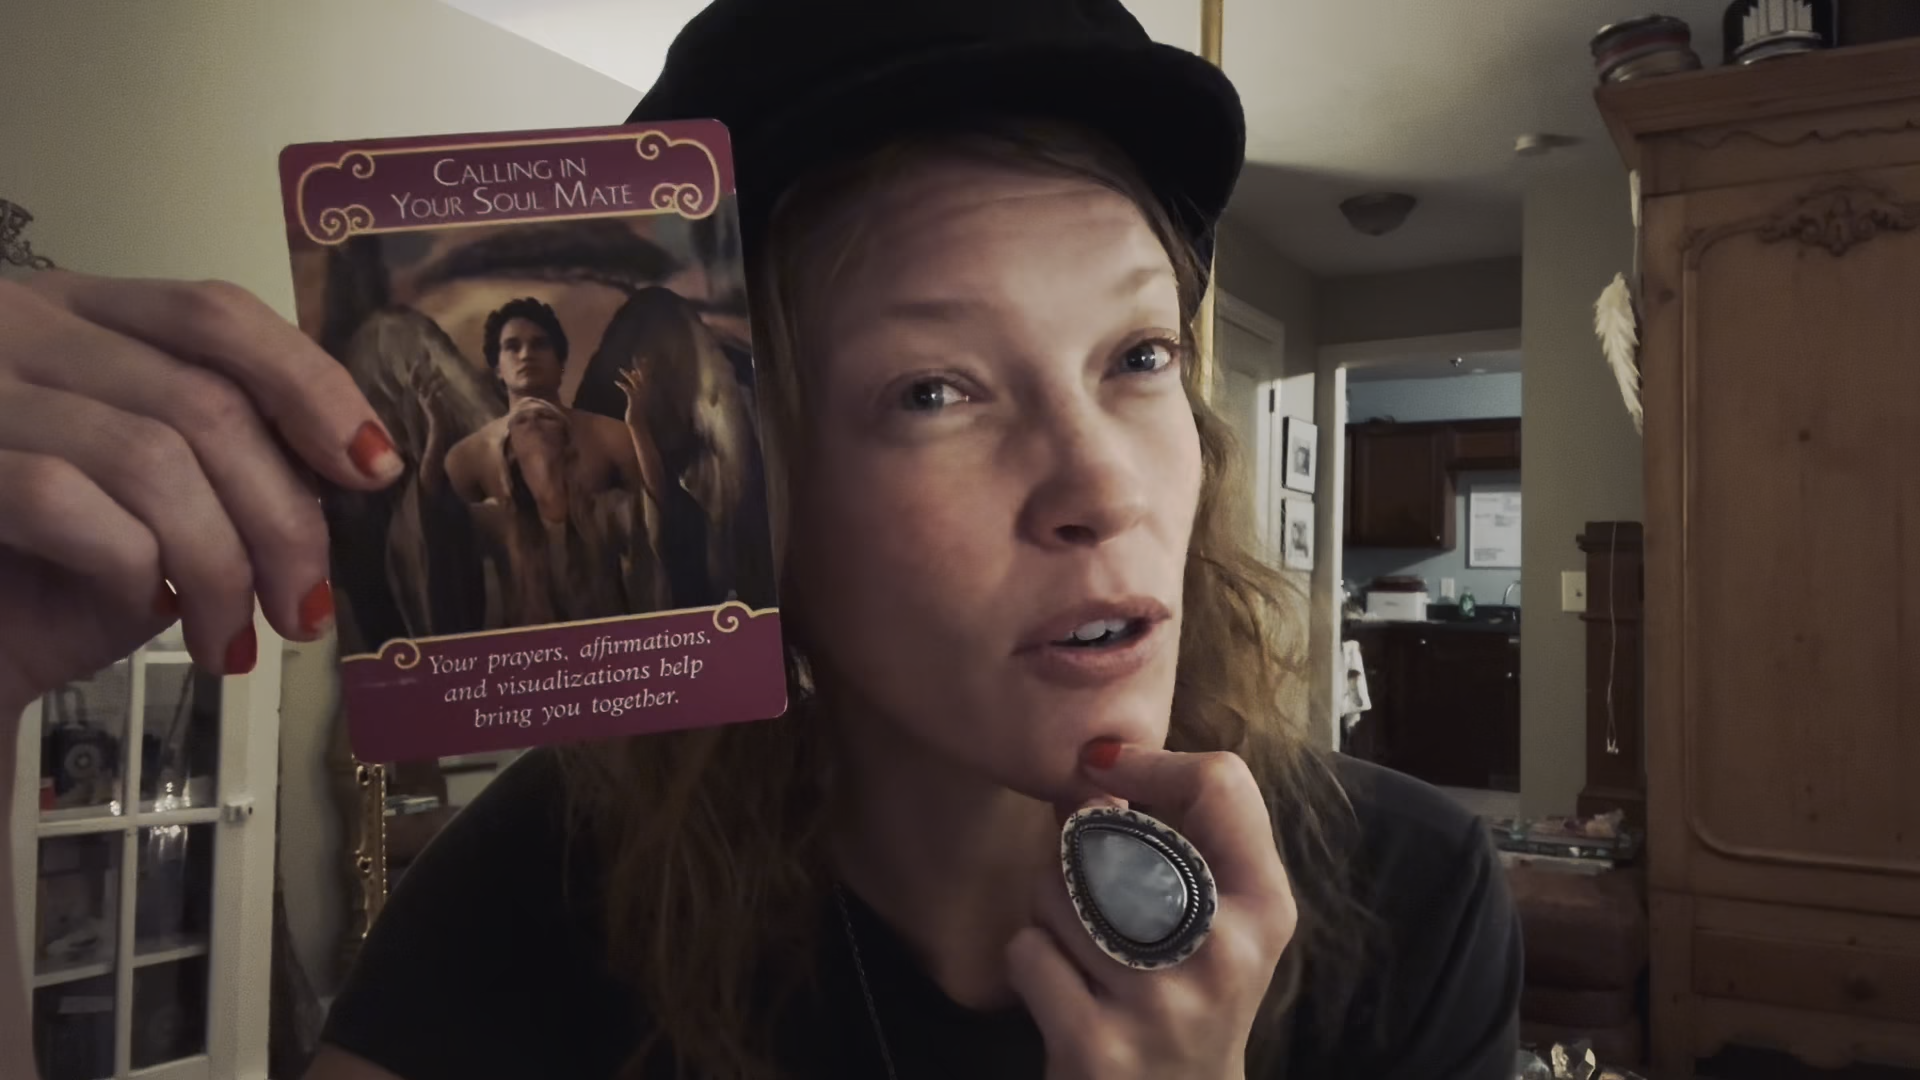 CALLING IN
YOUR SOUL MATE
Your prayers, affirmations,
and visualizations help
bring you together.